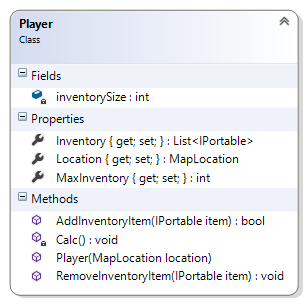 Player
Class
Fields
inventorySize : int
Properties
Inventory { get; set; } : List<IPortable>
Location { get; set; } : MapLocation
MaxInventory { get; set; } : int
Methods
AddInventoryItem(IPortable item) : bool
Calc() : void
Player(MapLocation location)
RemoveInventoryItem(IPortable item) : void